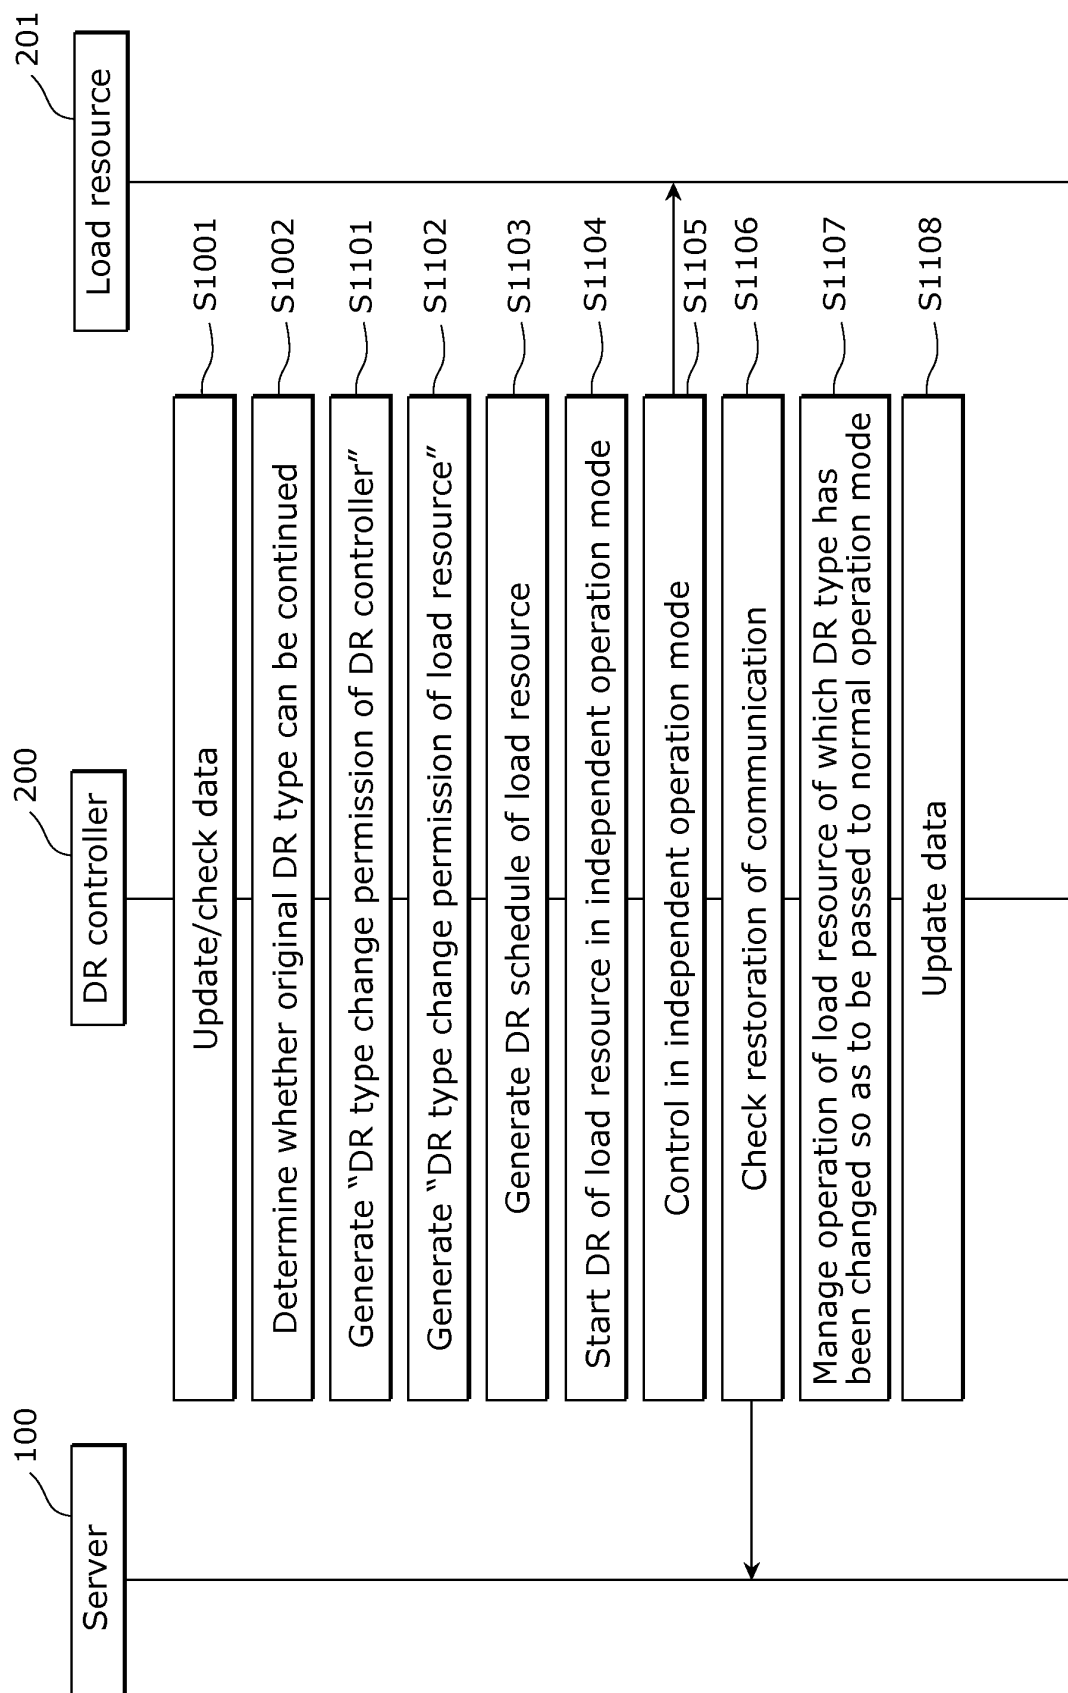 100
Server
200
DR controller
201
Load resource
Update/check data
S1001
Determine whether original DR type can be continued
S1002
Generate “DR type change permission of DR controller”
S1101
Generate “DR type change permission of load resource”
S1102
Generate DR schedule of load resource
S1103
Start DR of load resource in independent operation mode
S1104
Control in independent operation mode
S1105
Check restoration of communication
S1106
Manage operation of load resource of which DR type has
been changed so as to be passed to normal operation mode
S1107
Update data
S1108